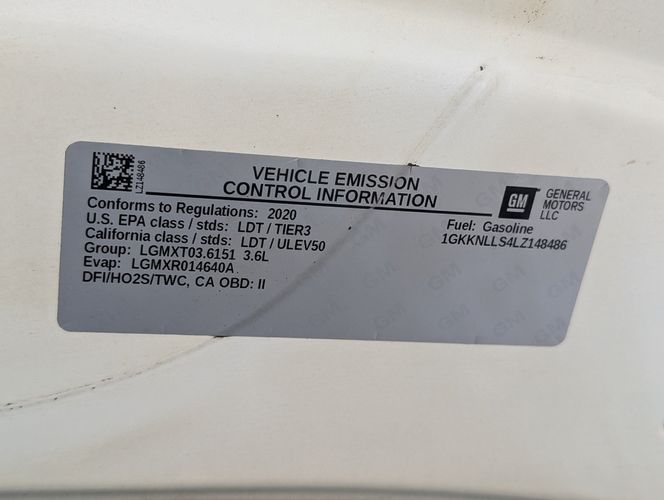 LZ148486
VEHICLE EMISSION
CONTROL INFORMATION
GM
GENERAL
MOTORS
LLC
Conforms to Regulations: 2020
U.S. EPA class / stds: LDT / TIER3
California class / stds: LDT / ULEV50
Group: LGMXT03.6151 3.6L
Evap: LGMXR014640A
DFI/HO2S/TWC, CA OBD: II
Fuel: Gasoline
1GKKNLLS4LZ148486